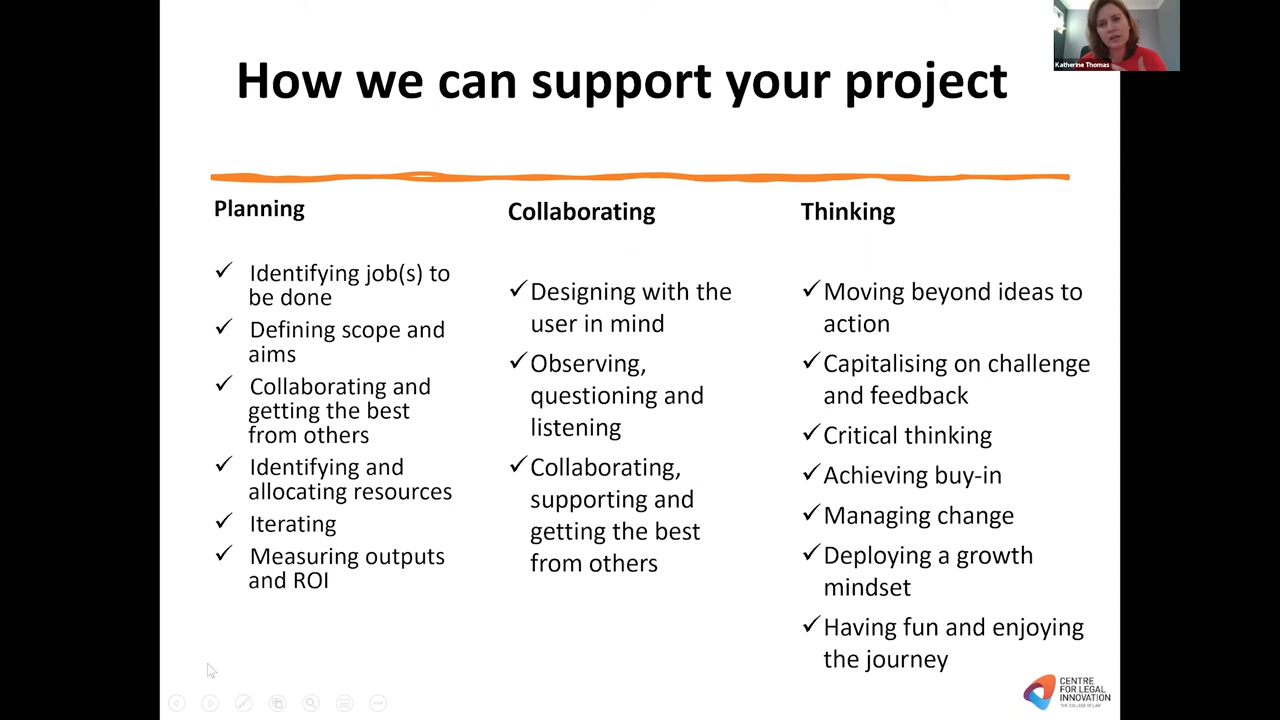 How we can support your project
Katherine Thomas
Planning
✓ Identifying job(s) to
be done
✓ Defining scope and
aims
✓ Collaborating and
getting the best
from others
✓ Identifying and
allocating resources
✓ Iterating
✓ Measuring outputs
and ROI
Collaborating
✓Designing with the
user in mind
✓Observing,
questioning and
listening
✓Collaborating,
supporting and
getting the best
from others
Thinking
✓Moving beyond ideas to
action
✓Capitalising on challenge
and feedback
✓Critical thinking
✓Achieving buy-in
✓Managing change
✓Deploying a growth
mindset
✓Having fun and enjoying
the journey
CENTRE
FOR LEGAL
INNOVATION
THE COLLEGE OF LAW